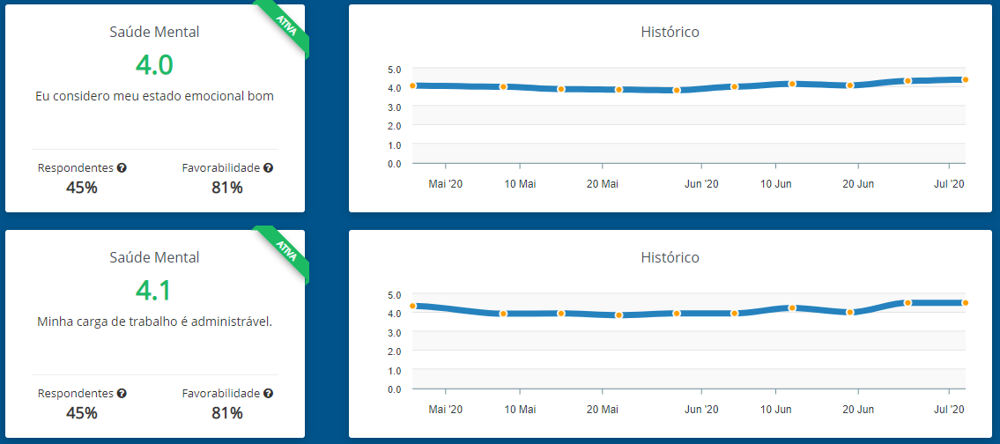 ATIVA
Saúde Mental
4.0
Eu considero meu estado emocional bom
Respondentes Favorabilidade
45% 81%
Histórico
5.0
4.0
3.0
2.0
1.0
0.0
Mai '20 10 Mai 20 Mai Jun '20 10 Jun 20 Jun Jul '20
ATIVA
Saúde Mental
4.1
Minha carga de trabalho é administrável.
Respondentes Favorabilidade
45% 81%
Histórico
5.0
4.0
3.0
2.0
1.0
0.0
Mai '20 10 Mai 20 Mai Jun '20 10 Jun 20 Jun Jul '20